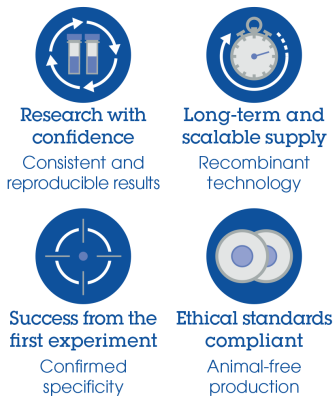 Research with
confidence
Consistent and
reproducible results
Long-term and
scalable supply
Recombinant
technology
Success from the
first experiment
Confirmed
specificity
Ethical standards
compliant
Animal-free
production